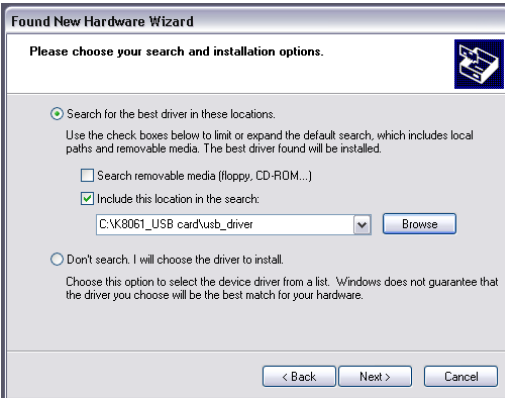 Found New Hardware Wizard
Please choose your search and installation options.
Search for the best driver in these locations.
Use the check boxes below to limit or expand the default search, which includes local
paths and removable media. The best driver found will be installed.
Search removable media (floppy, CD-ROM...)
Include this location in the search:
C:\K8061_USB card\usb_driver
Browse
Don't search. I will choose the driver to install.
Choose this option to select the device driver from a list. Windows does not guarantee that
the driver you choose will be the best match for your hardware.
< Back Next > Cancel